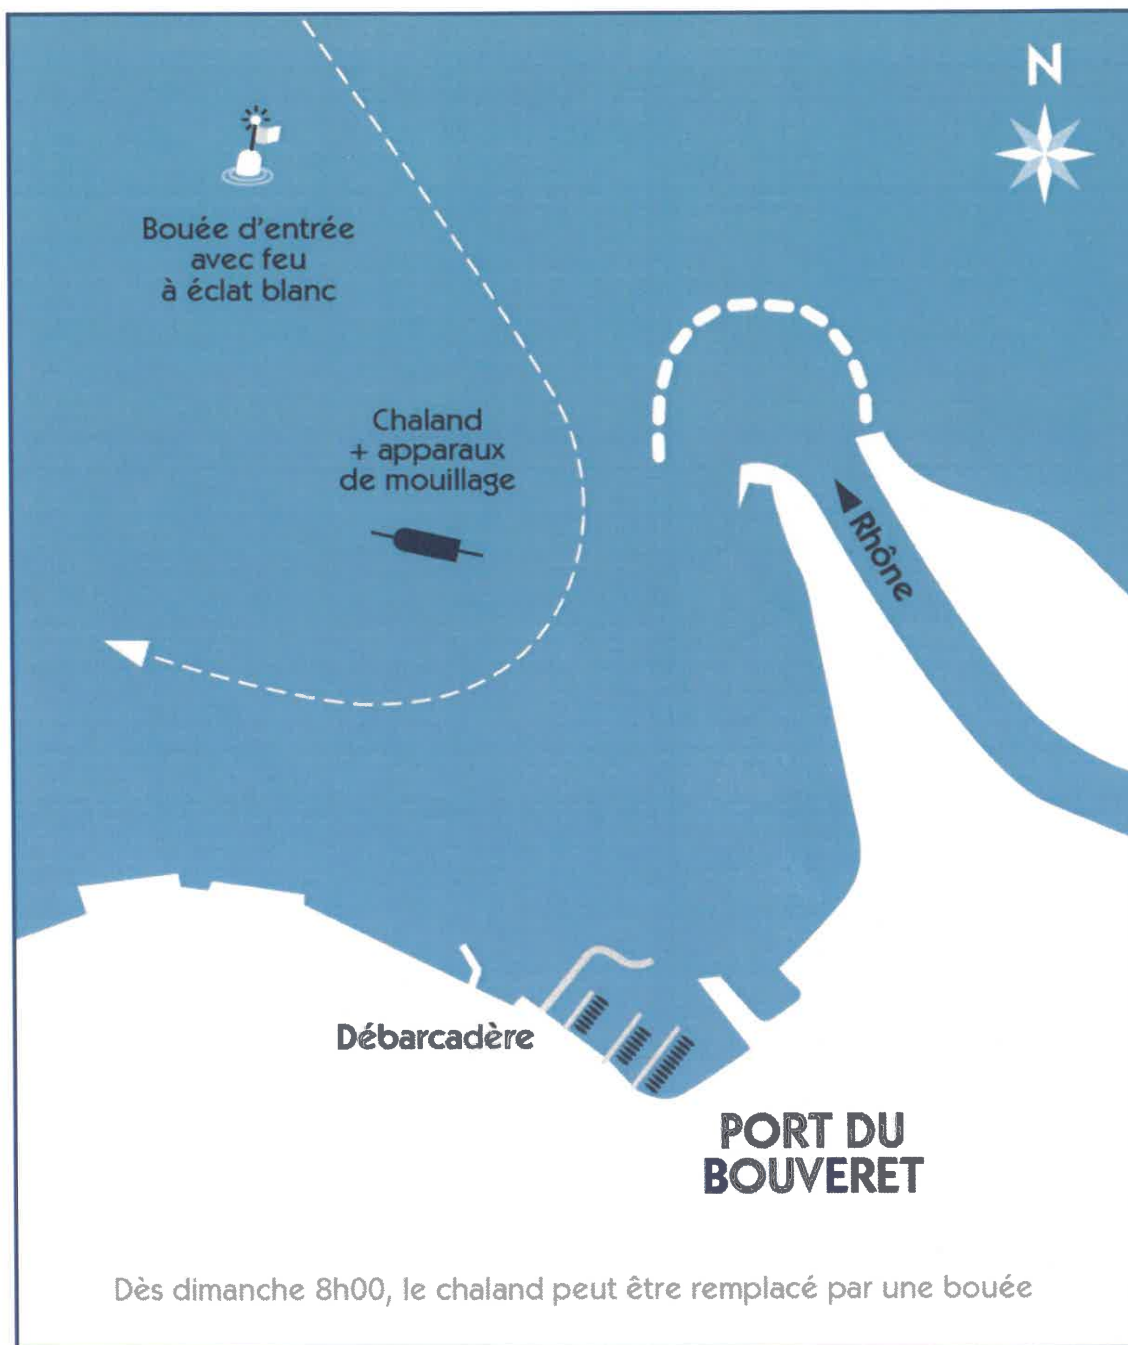 N
Bouée d'entrée
avec feu
à éclat blanc
Chaland
+ apparaux
de mouillage
Rhône
Débarcadère
PORT DU
BOUVERET
Dès dimanche 8h00, le chaland peut être remplacé par une bouée